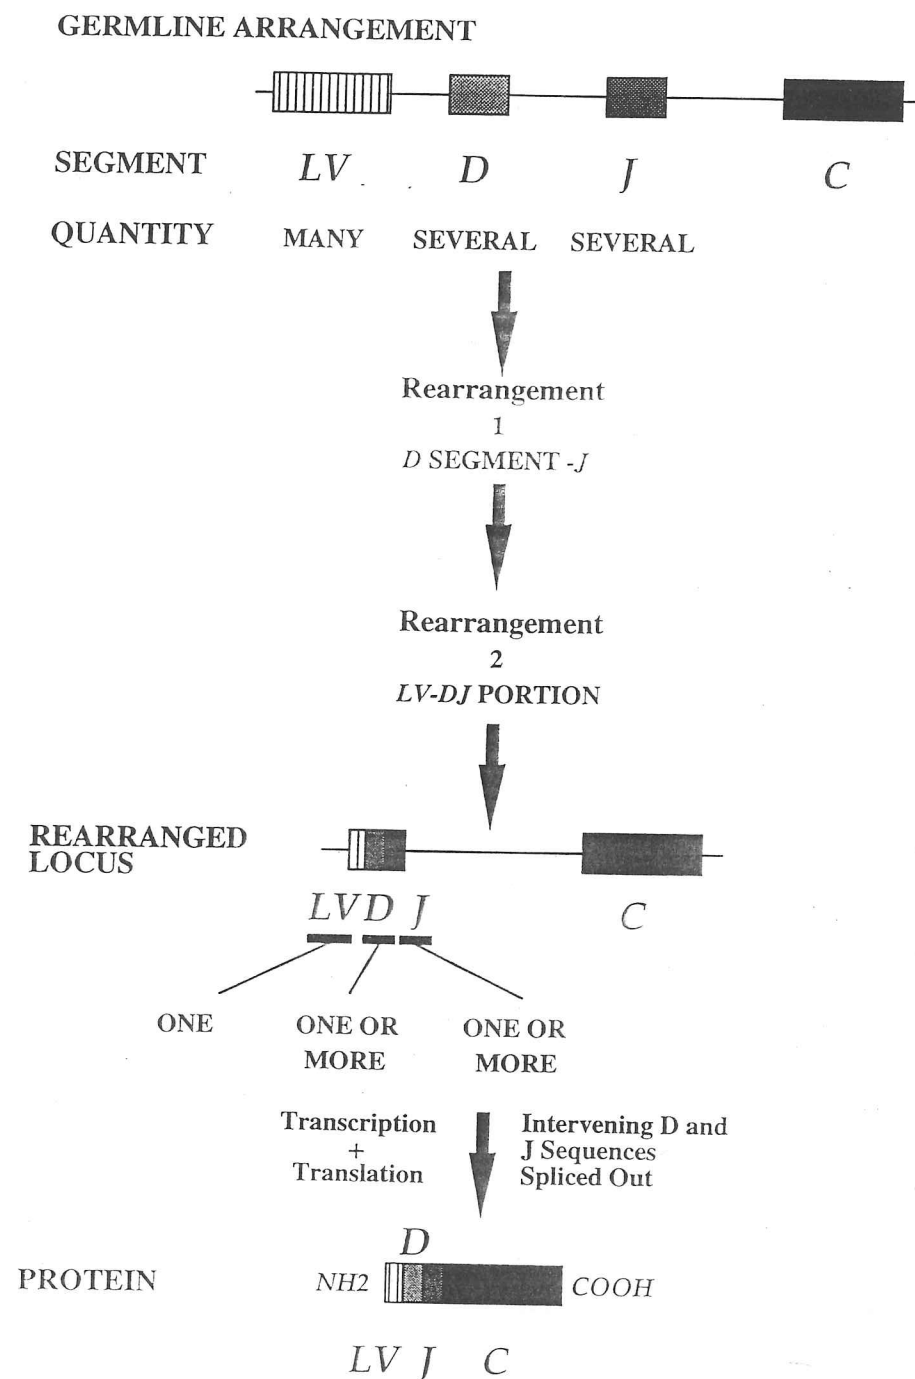 GERMLINE ARRANGEMENT
SEGMENT LV D J C
QUANTITY MANY SEVERAL SEVERAL
Rearrangement
1
D SEGMENT -J
Rearrangement
2
LV-DJ PORTION
REARRANGED
LOCUS
LV D J C
ONE ONE OR MORE ONE OR MORE
Transcription
+
Translation
Intervening D and
J Sequences
Spliced Out
D
PROTEIN NH2 COOH
LV J C